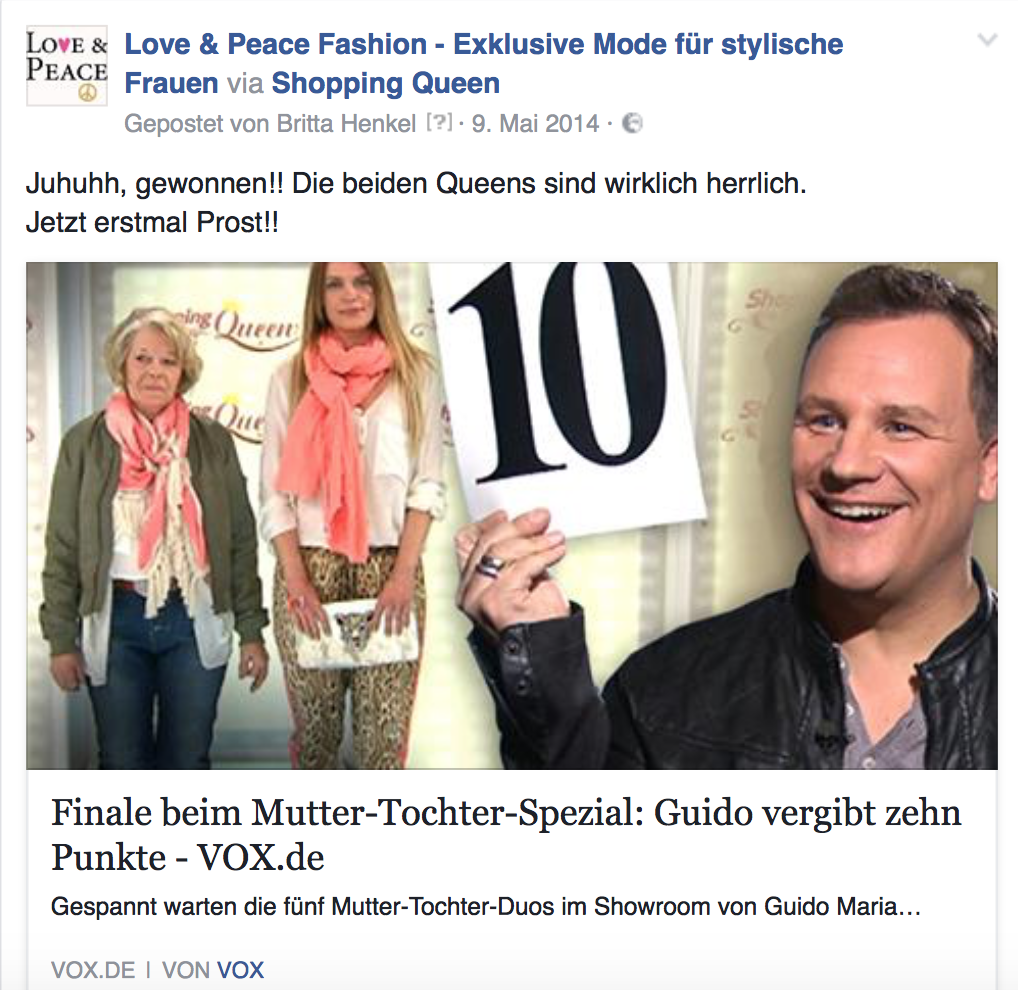 LOVE &
PEACE
Love & Peace Fashion - Exklusive Mode für stylische
Frauen via Shopping Queen
Gepostet von Britta Henkel [?] · 9. Mai 2014 ·
Juhuhh, gewonnen!! Die beiden Queens sind wirklich herrlich.
Jetzt erstmal Prost!!
ping Queen
Que
10
Sho
Finale beim Mutter-Tochter-Spezial: Guido vergibt zehn
Punkte - VOX.de
Gespannt warten die fünf Mutter-Tochter-Duos im Showroom von Guido Maria…
VOX.DE | VON VOX